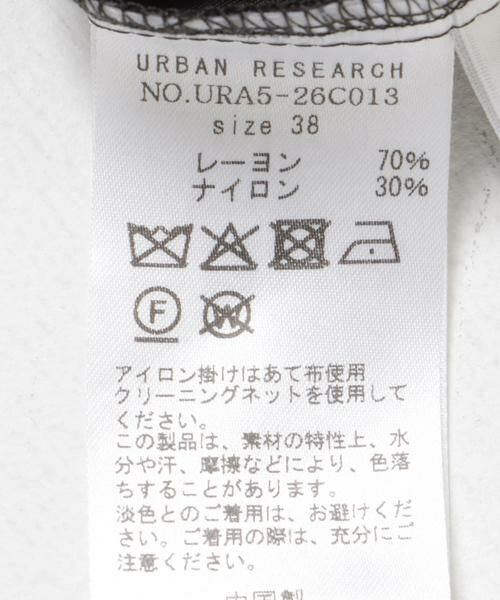 URBAN RESEARCH
NO.URA5-26C013
size 38
レーヨン 70%
ナイロン 30%
F W
アイロン掛けはあて布使用
クリーニングネットを使用して
ください。
この製品は、素材の特性上、水
分や汗、摩擦などにより、色落
ちすることがあります。
淡色とのご着用は、お避けくだ
さい。ご着用の際は、充分にご
注意ください。
中国製